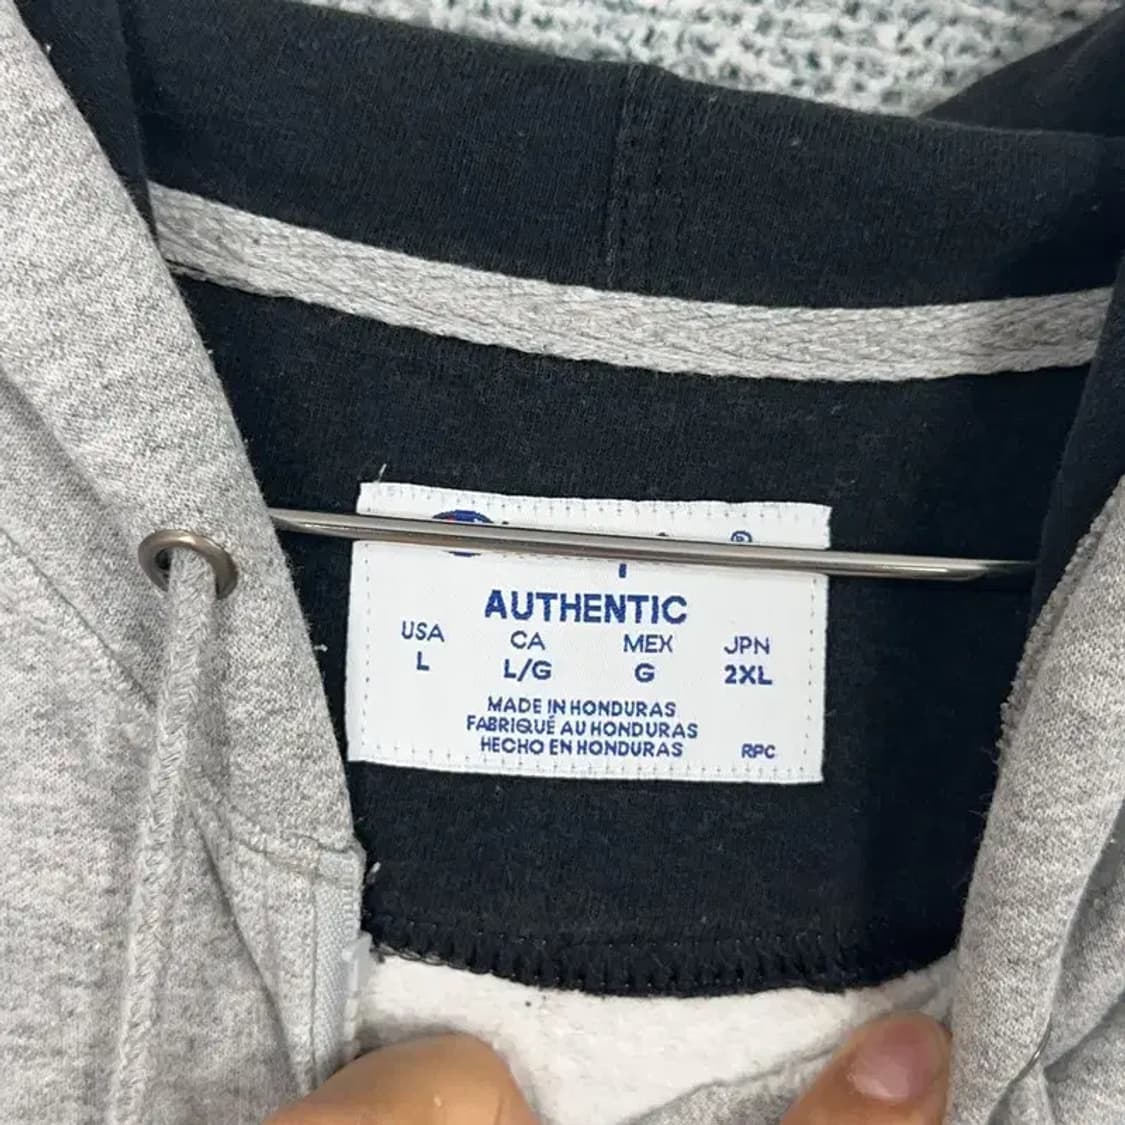 ®
AUTHENTIC
USA CA MEX JPN
L L/G G 2XL
MADE IN HONDURAS
FABRIQUÉ AU HONDURAS
HECHO EN HONDURAS RPC